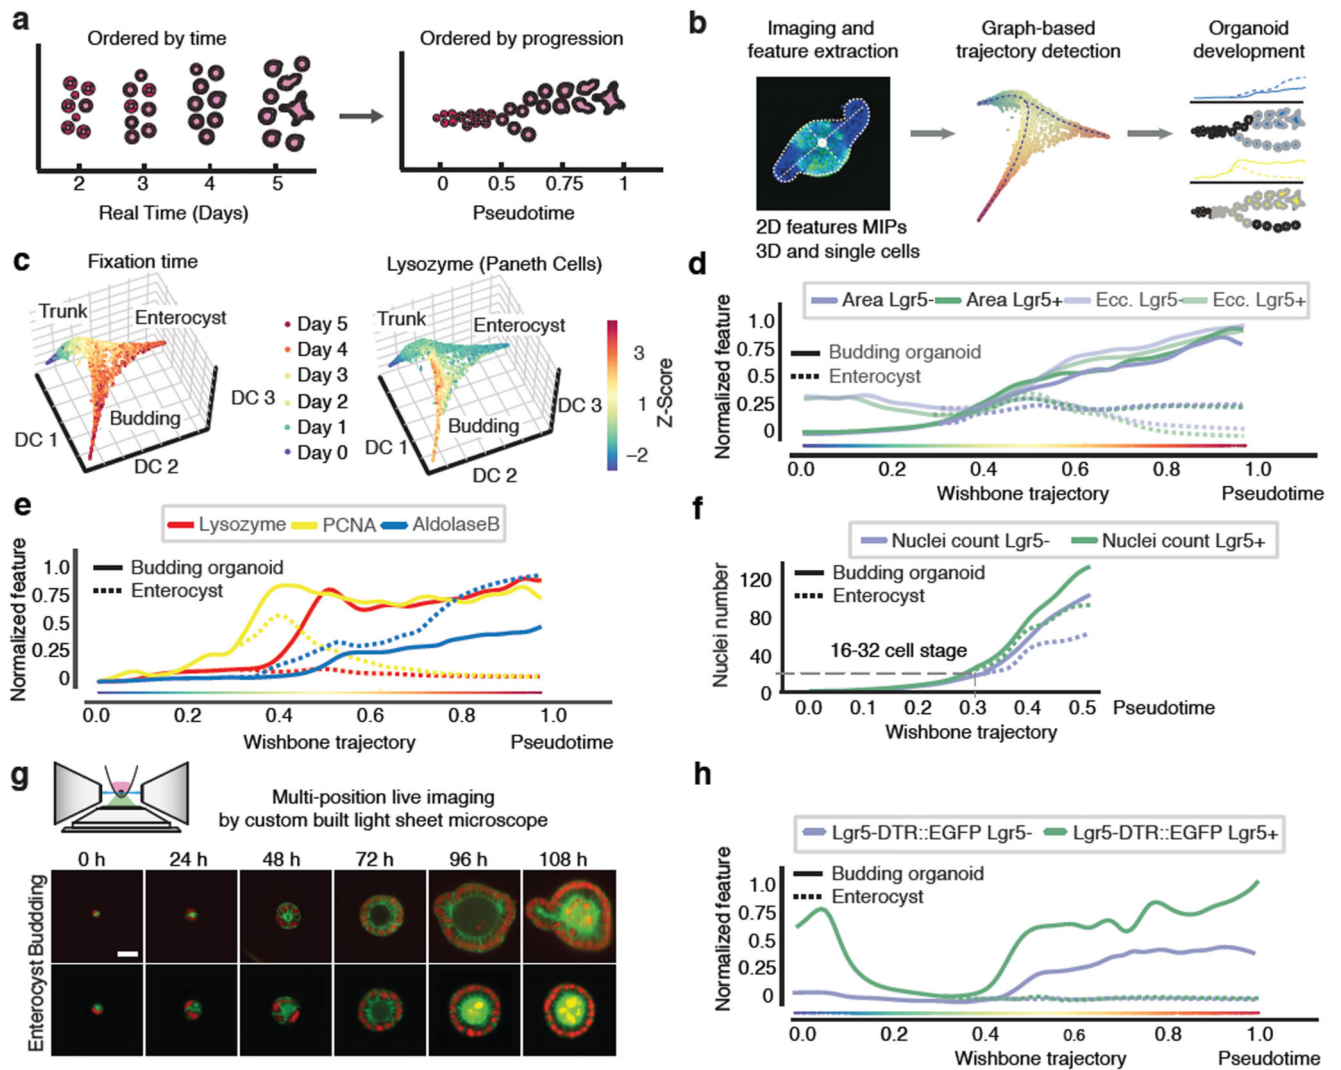 a
Ordered by time
Ordered by progression
2 3 4 5
Real Time (Days)
0 0.5 0.75 1
Pseudotime
b
Imaging and
feature extraction
Graph-based
trajectory detection
Organoid
development
2D features MIPs
3D and single cells
c
Fixation time
Trunk
Enterocyst
Budding
DC 1
DC 2
DC 3
Day 5
Day 4
Day 3
Day 2
Day 1
Day 0
Lysozyme (Paneth Cells)
Trunk
Enterocyst
Budding
DC 1
DC 2
DC 3
3
1
−2
Z-Score
d
Area Lgr5- Area Lgr5+ Ecc. Lgr5- Ecc. Lgr5+
Normalized feature
1.0
0.75
0.5
0.25
0
Budding organoid
Enterocyst
0.0 0.2 0.4 0.6 0.8 1.0
Wishbone trajectory
Pseudotime
e
Lysozyme PCNA AldolaseB
Normalized feature
1.0
0.75
0.5
0.25
0
Budding organoid
Enterocyst
0.0 0.2 0.4 0.6 0.8 1.0
Wishbone trajectory
Pseudotime
f
Nuclei count Lgr5- Nuclei count Lgr5+
Nuclei number
120
80
40
0
Budding organoid
Enterocyst
16-32 cell stage
0.0 0.1 0.2 0.3 0.4 0.5
Pseudotime
Wishbone trajectory
g
Multi-position live imaging
by custom built light sheet microscope
0 h 24 h 48 h 72 h 96 h 108 h
Buddding
Enterocyst
h
Lgr5-DTR::EGFP Lgr5- Lgr5-DTR::EGFP Lgr5+
Normalized feature
1.0
0.75
0.5
0.25
0
Budding organoid
Enterocyst
0.0 0.2 0.4 0.6 0.8 1.0
Wishbone trajectory
Pseudotime